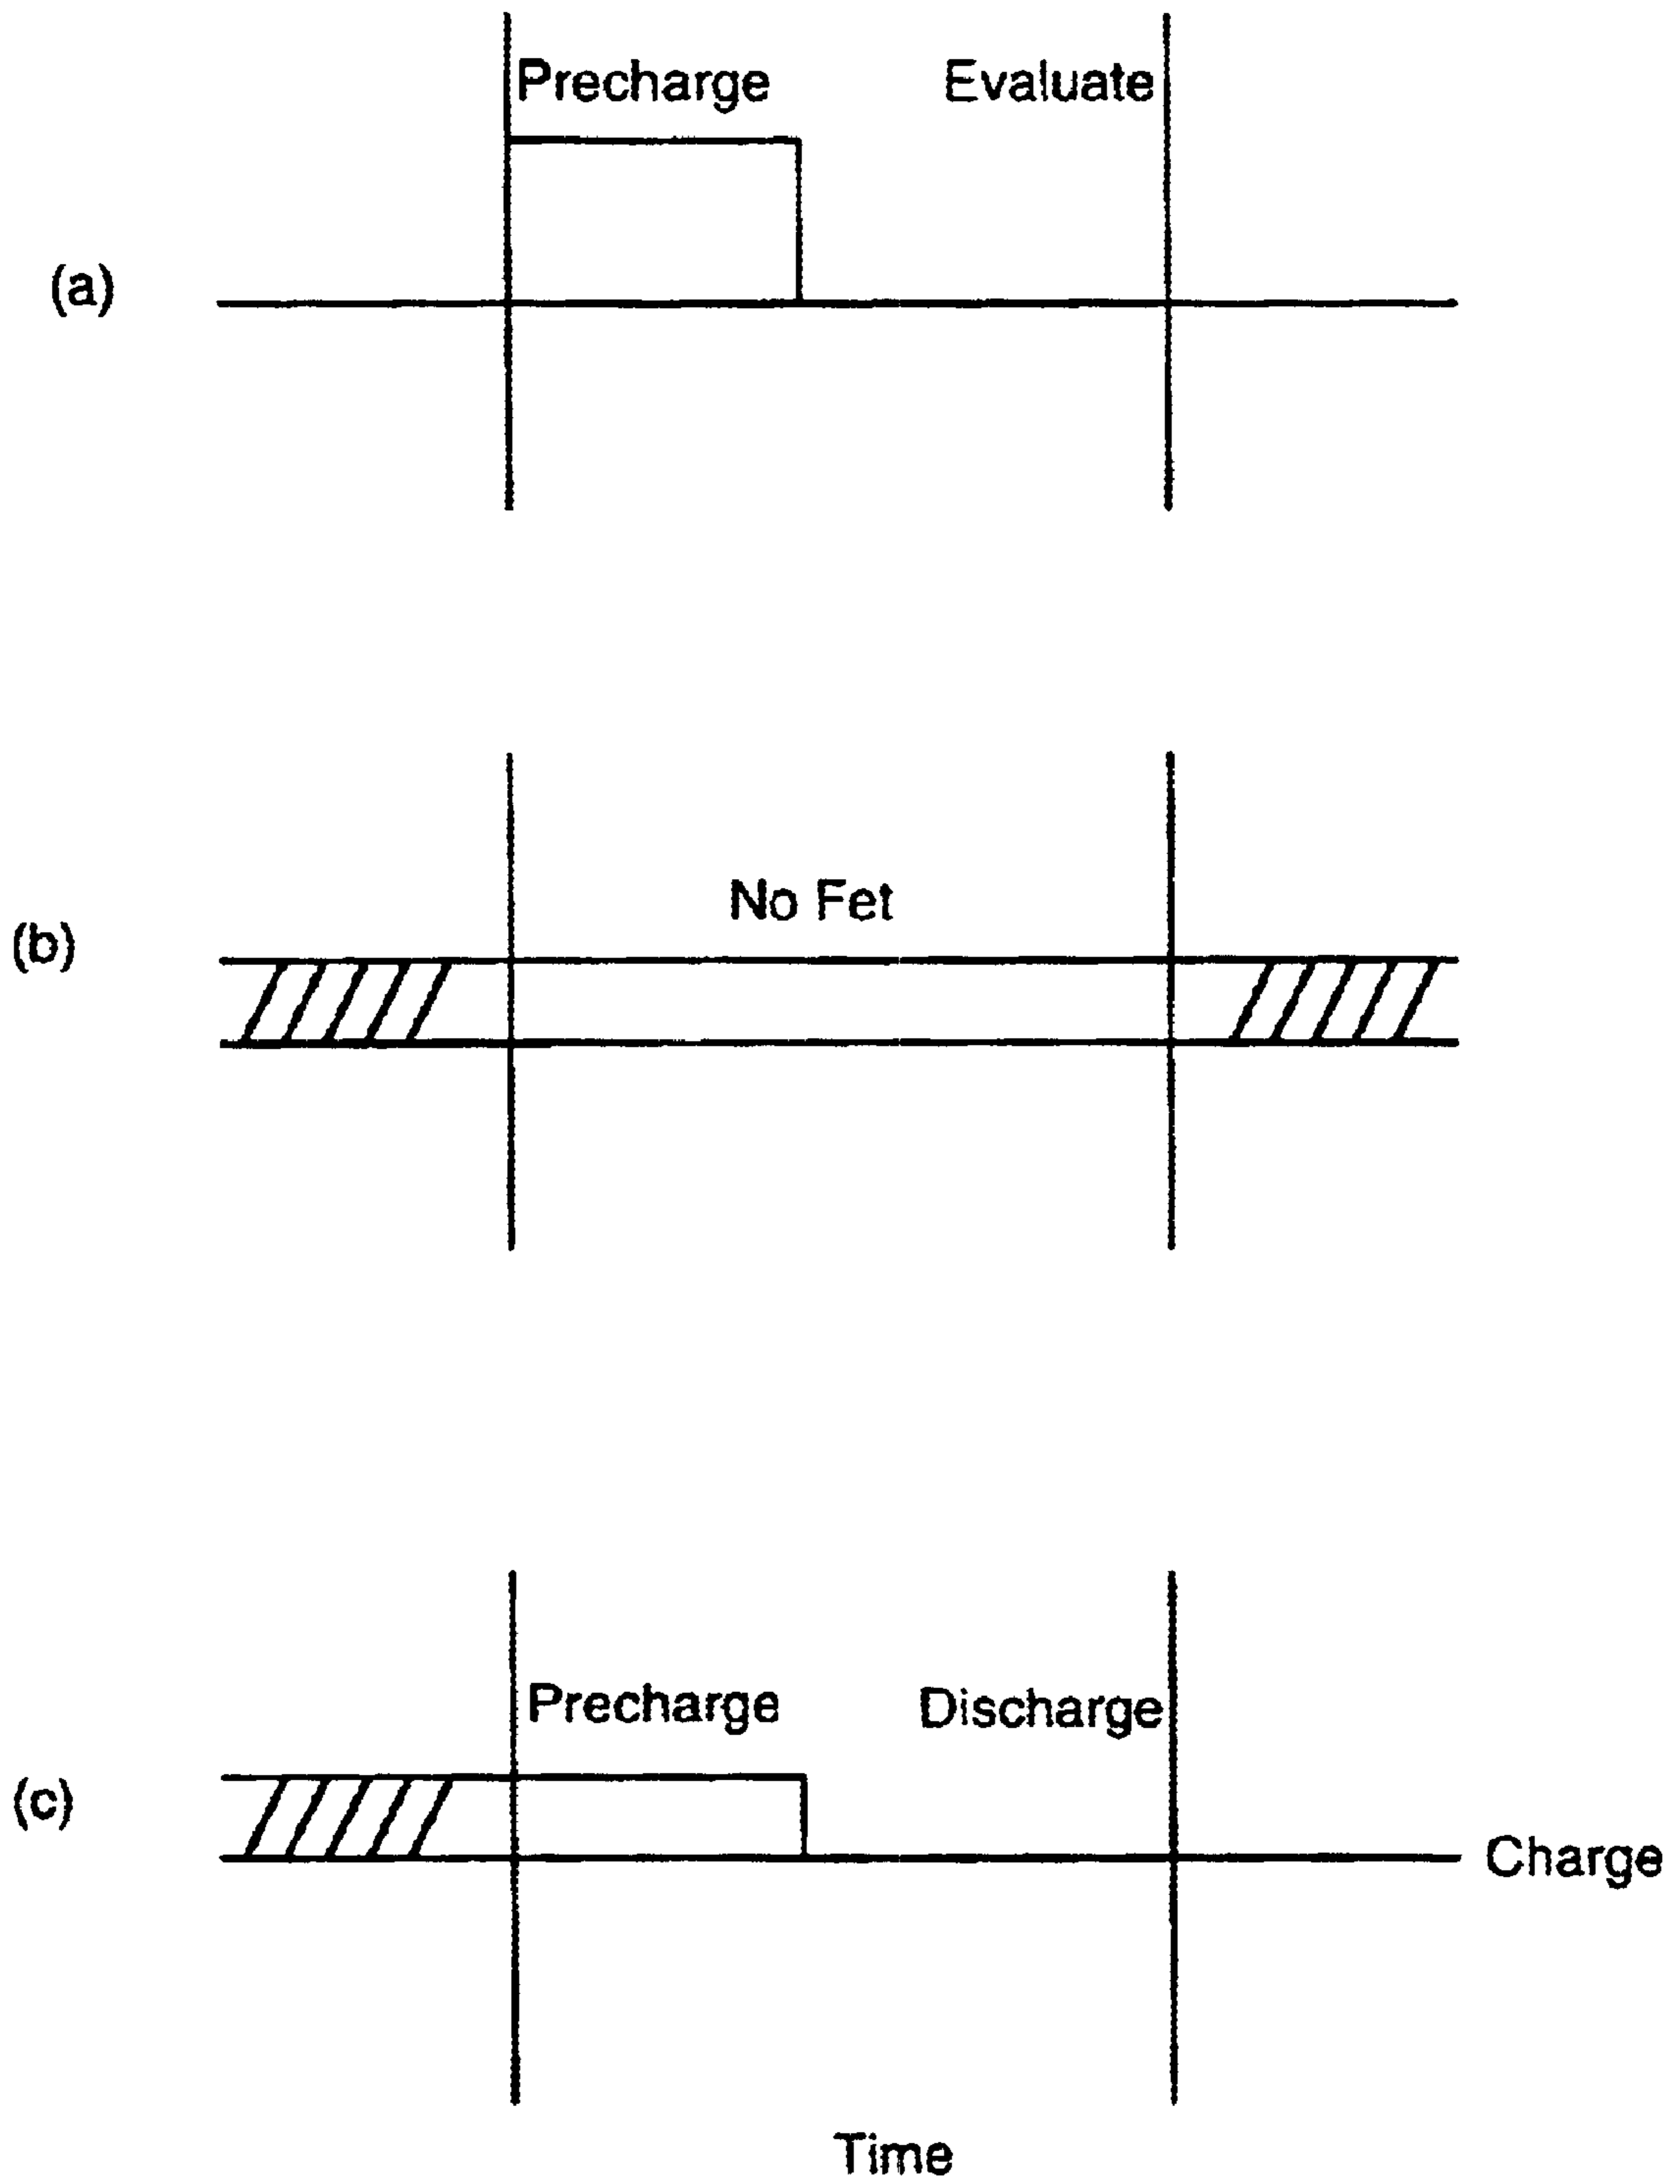 Precharge Evaluate
(a)
No Fet
(b)
Precharge Discharge
(c)
Charge
Time